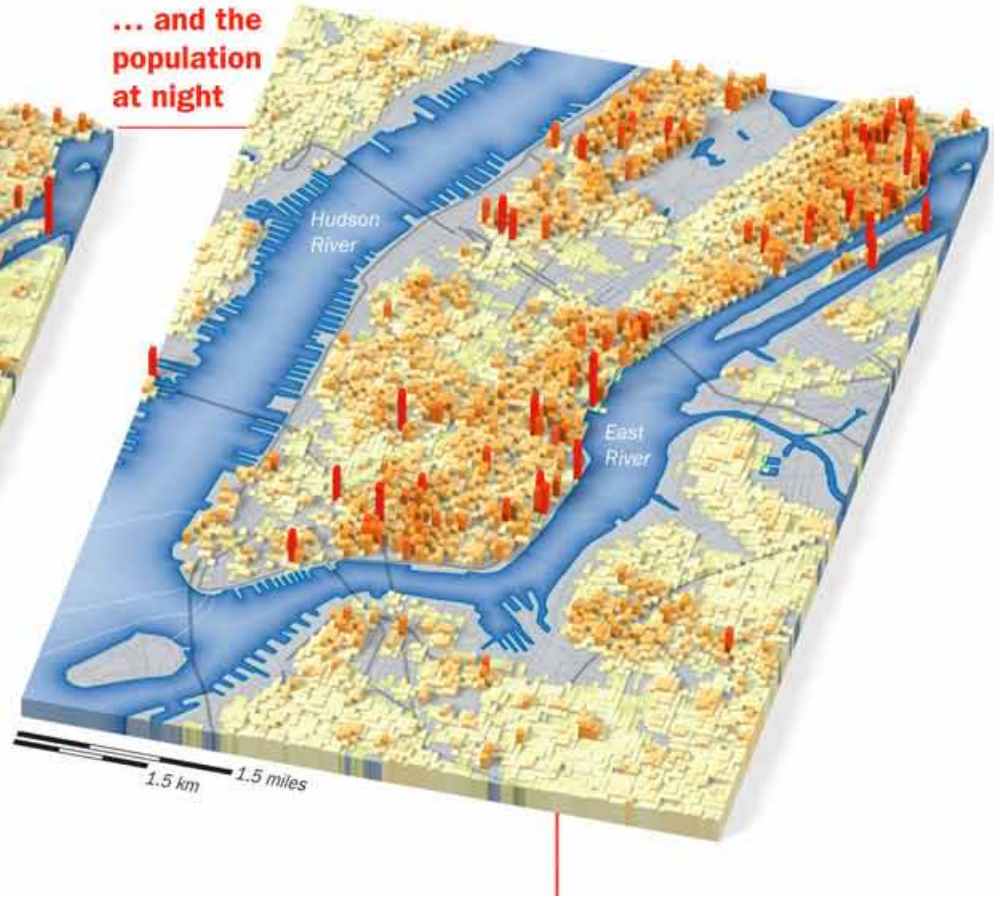 ... and the
population
at night
Hudson
River
East
River
1.5 km
1.5 miles